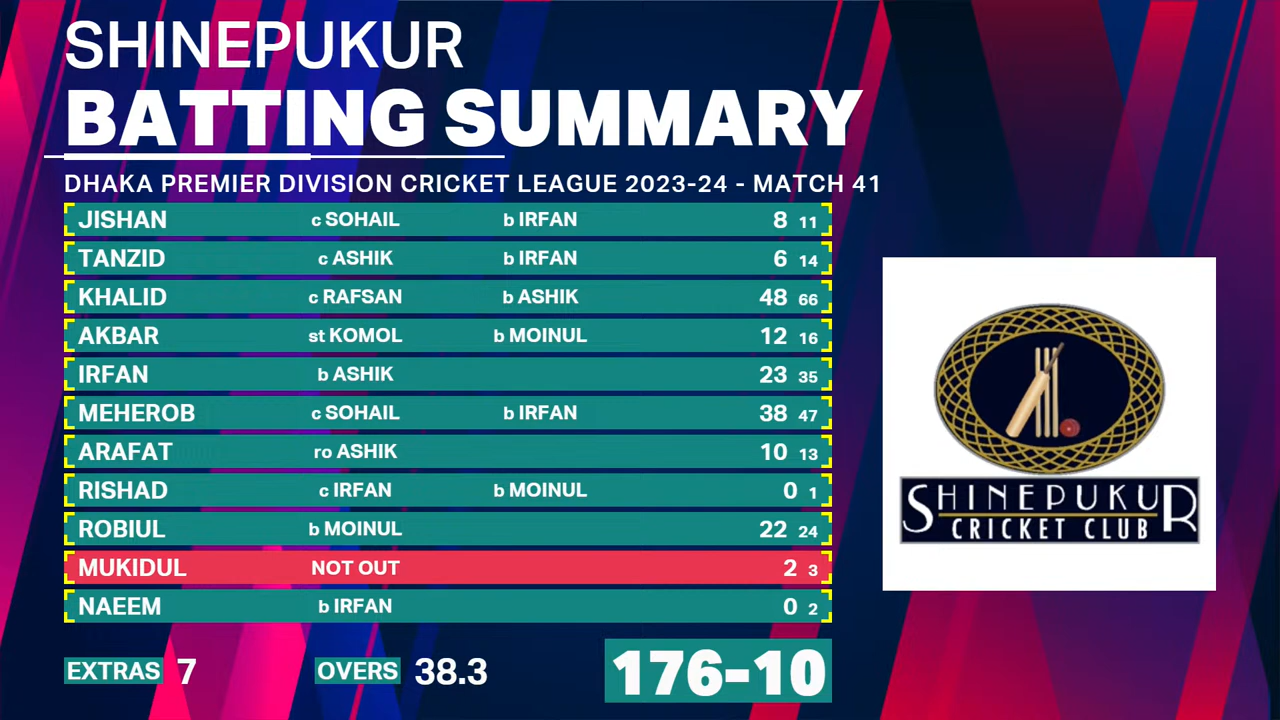 SHINEPUKUR
BATTING SUMMARY
DHAKA PREMIER DIVISION CRICKET LEAGUE 2023-24 - MATCH 41
JISHAN c SOHAIL b IRFAN 8 11
TANZID c ASHIK b IRFAN 6 14
KHALID c RAFSAN b ASHIK 48 66
AKBAR st KOMOL b MOINUL 12 16
IRFAN b ASHIK 23 35
MEHEROB c SOHAIL b IRFAN 38 47
ARAFAT ro ASHIK 10 13
RISHAD c IRFAN b MOINUL 0 1
ROBIUL b MOINUL 22 24
MUKIDUL NOT OUT 2 3
NAEEM b IRFAN 0 2
EXTRAS 7 OVERS 38.3 176-10
SHINEPUKUR
CRICKET CLUB